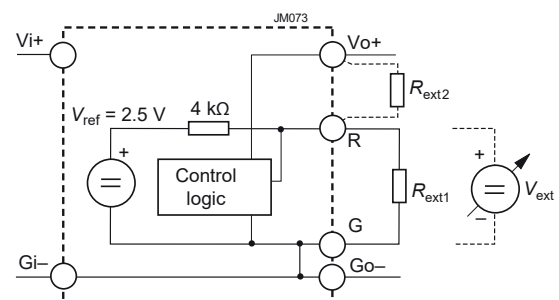 JM073
Vi+
Vo+
Rext2
Vref = 2.5 V
4 kΩ
R
+
+
Control
logic
Rext1
Vext
–
G
Gi–
Go–